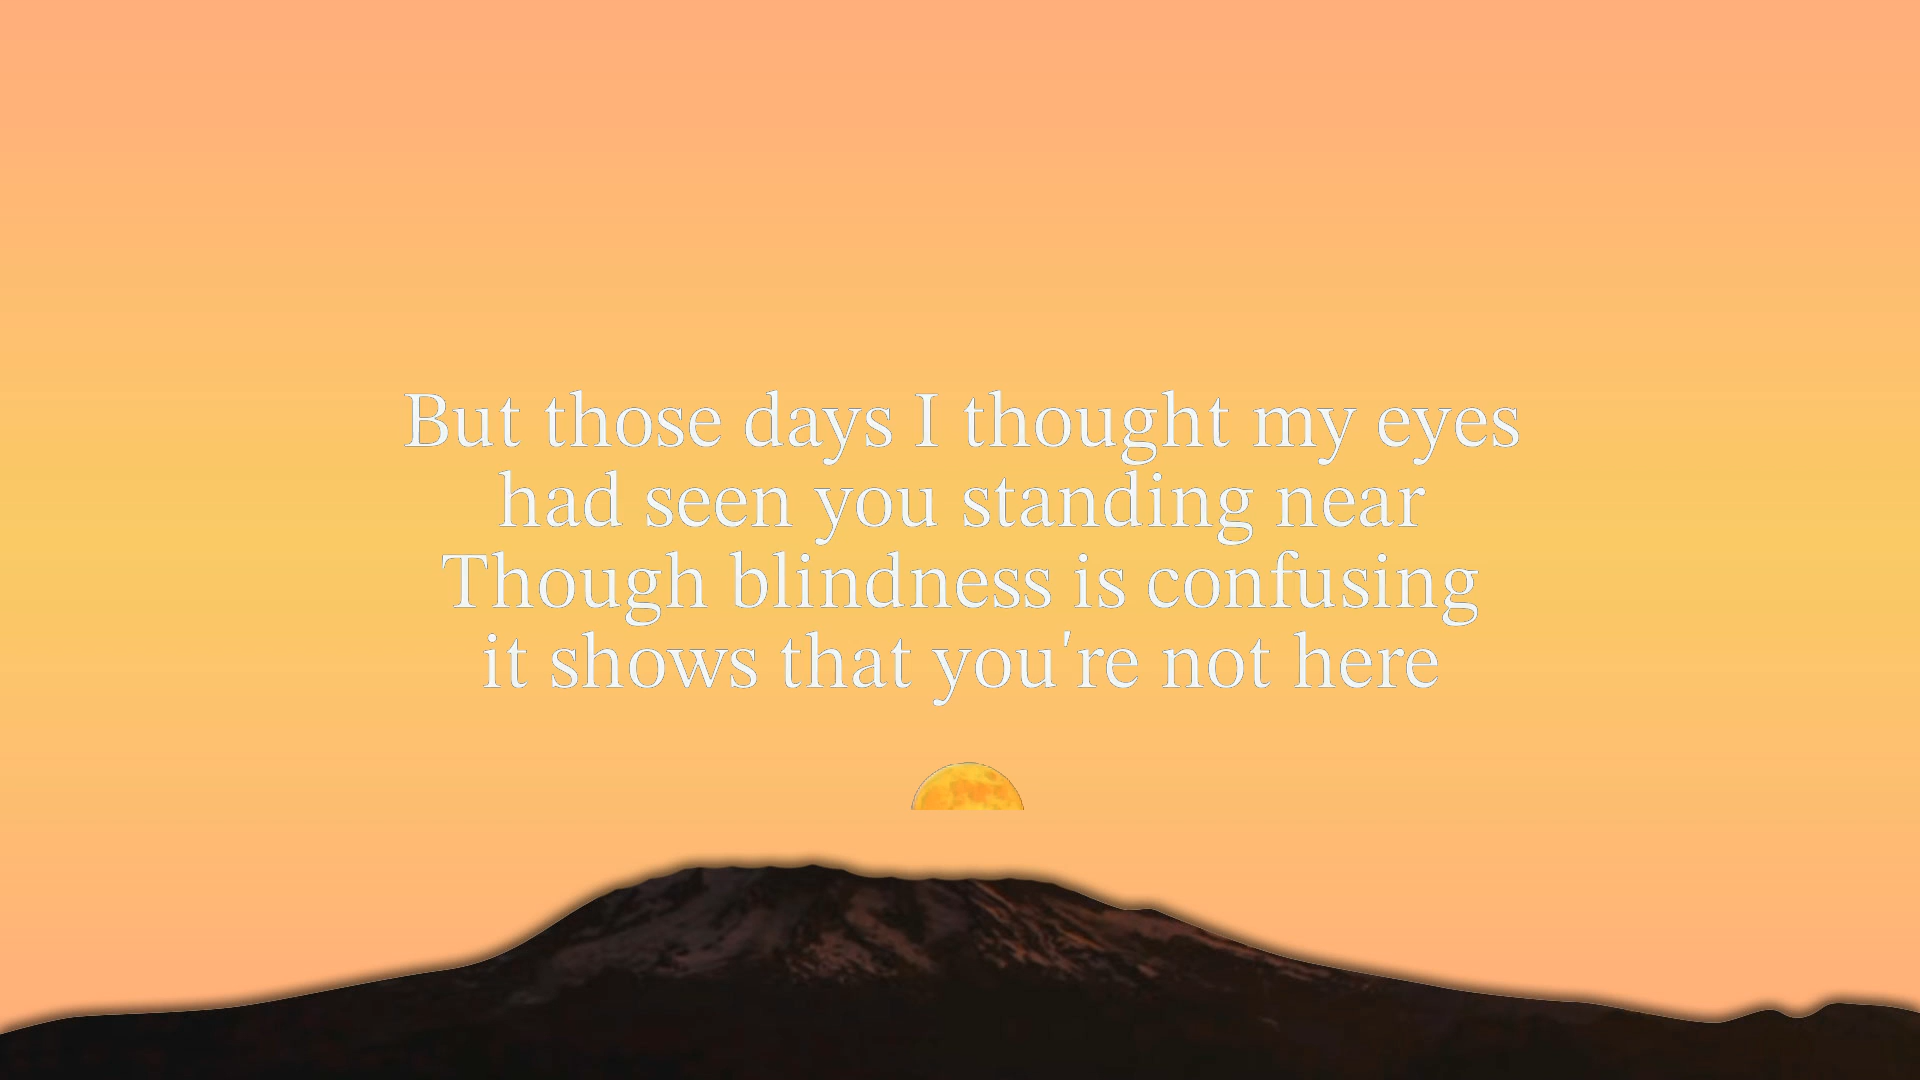 But those days I thought my eyes
had seen you standing near
Though blindness is confusing
it shows that you're not here